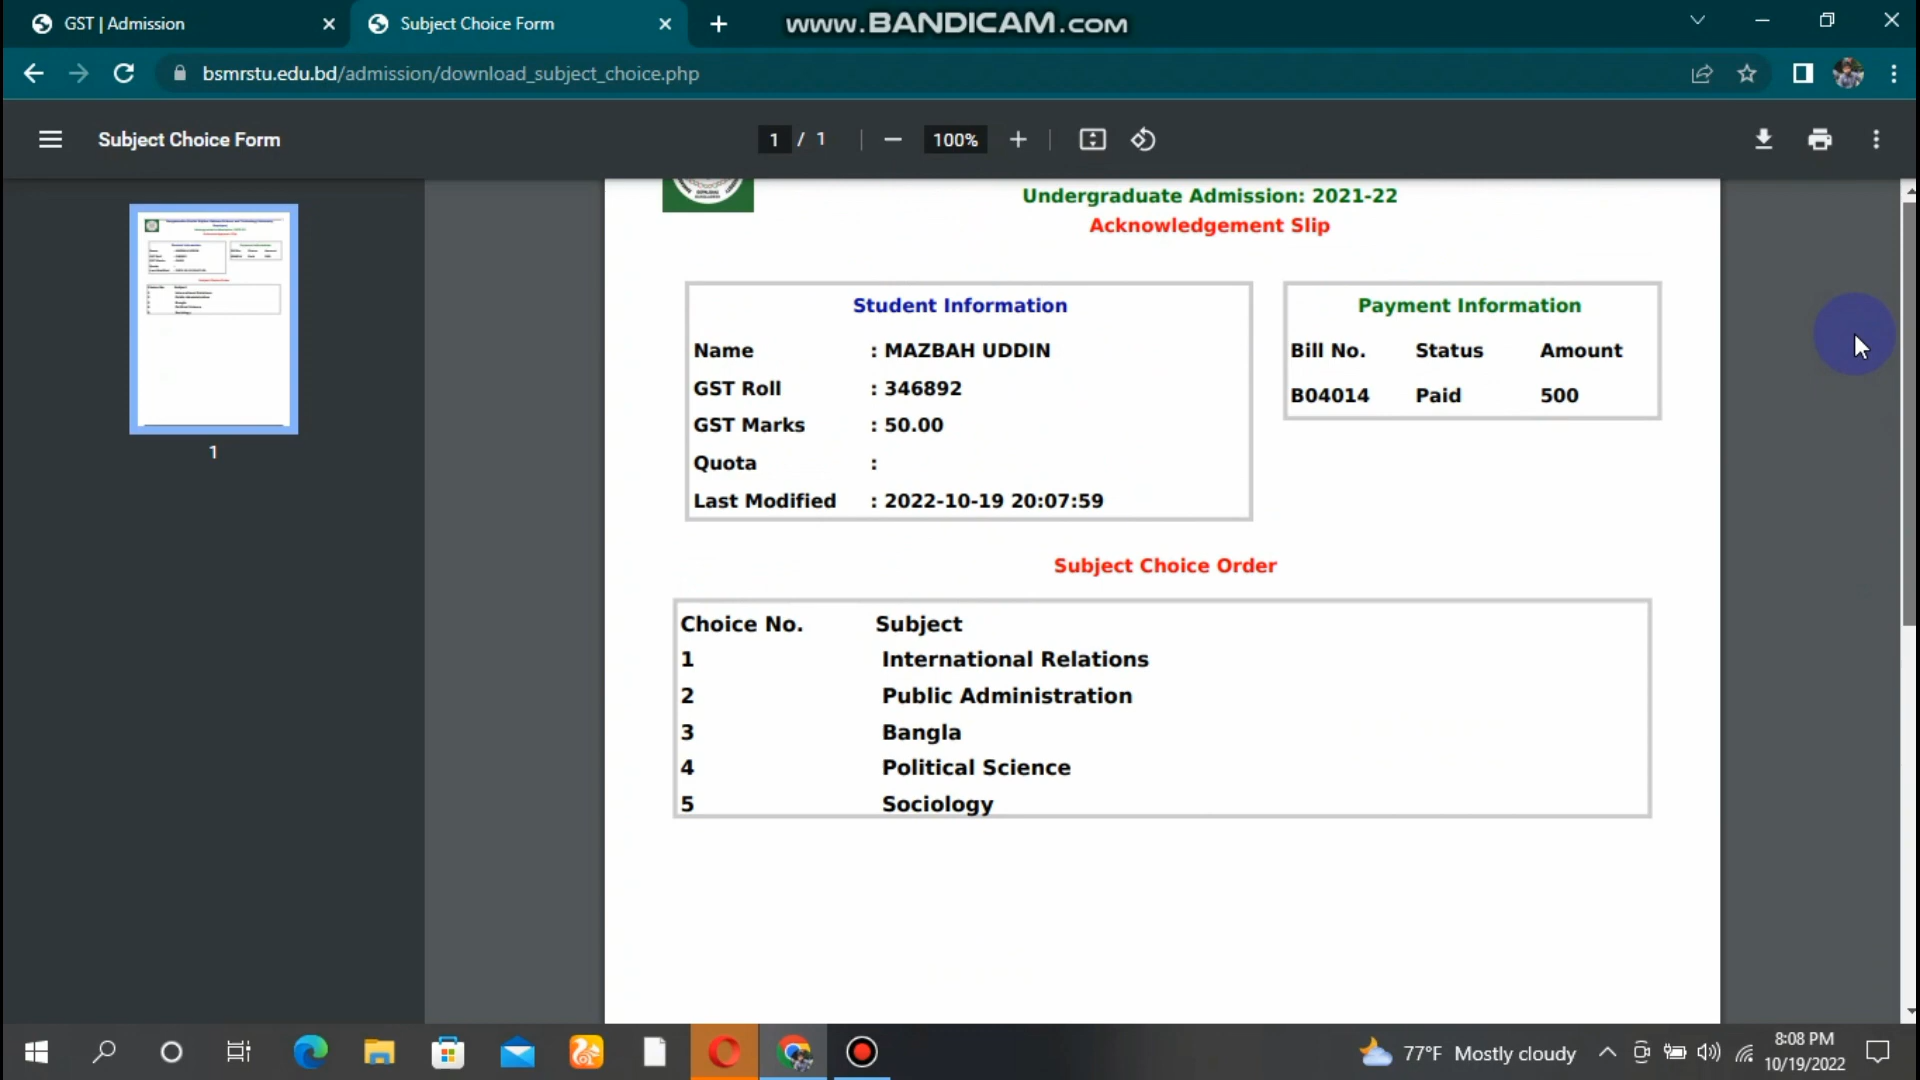 GST | Admission
Subject Choice Form
www.BANDICAM.com
bsmrstu.edu.bd/admission/download_subject_choice.php
Subject Choice Form
1 / 1
100%
Undergraduate Admission: 2021-22
Acknowledgement Slip
Student Information
Name : MAZBAH UDDIN
GST Roll : 346892
GST Marks : 50.00
Quota :
Last Modified : 2022-10-19 20:07:59
Payment Information
Bill No. Status Amount
B04014 Paid 500
Subject Choice Order
Choice No. Subject
1 International Relations
2 Public Administration
3 Bangla
4 Political Science
5 Sociology
1
77°F Mostly cloudy
8:08 PM
10/19/2022